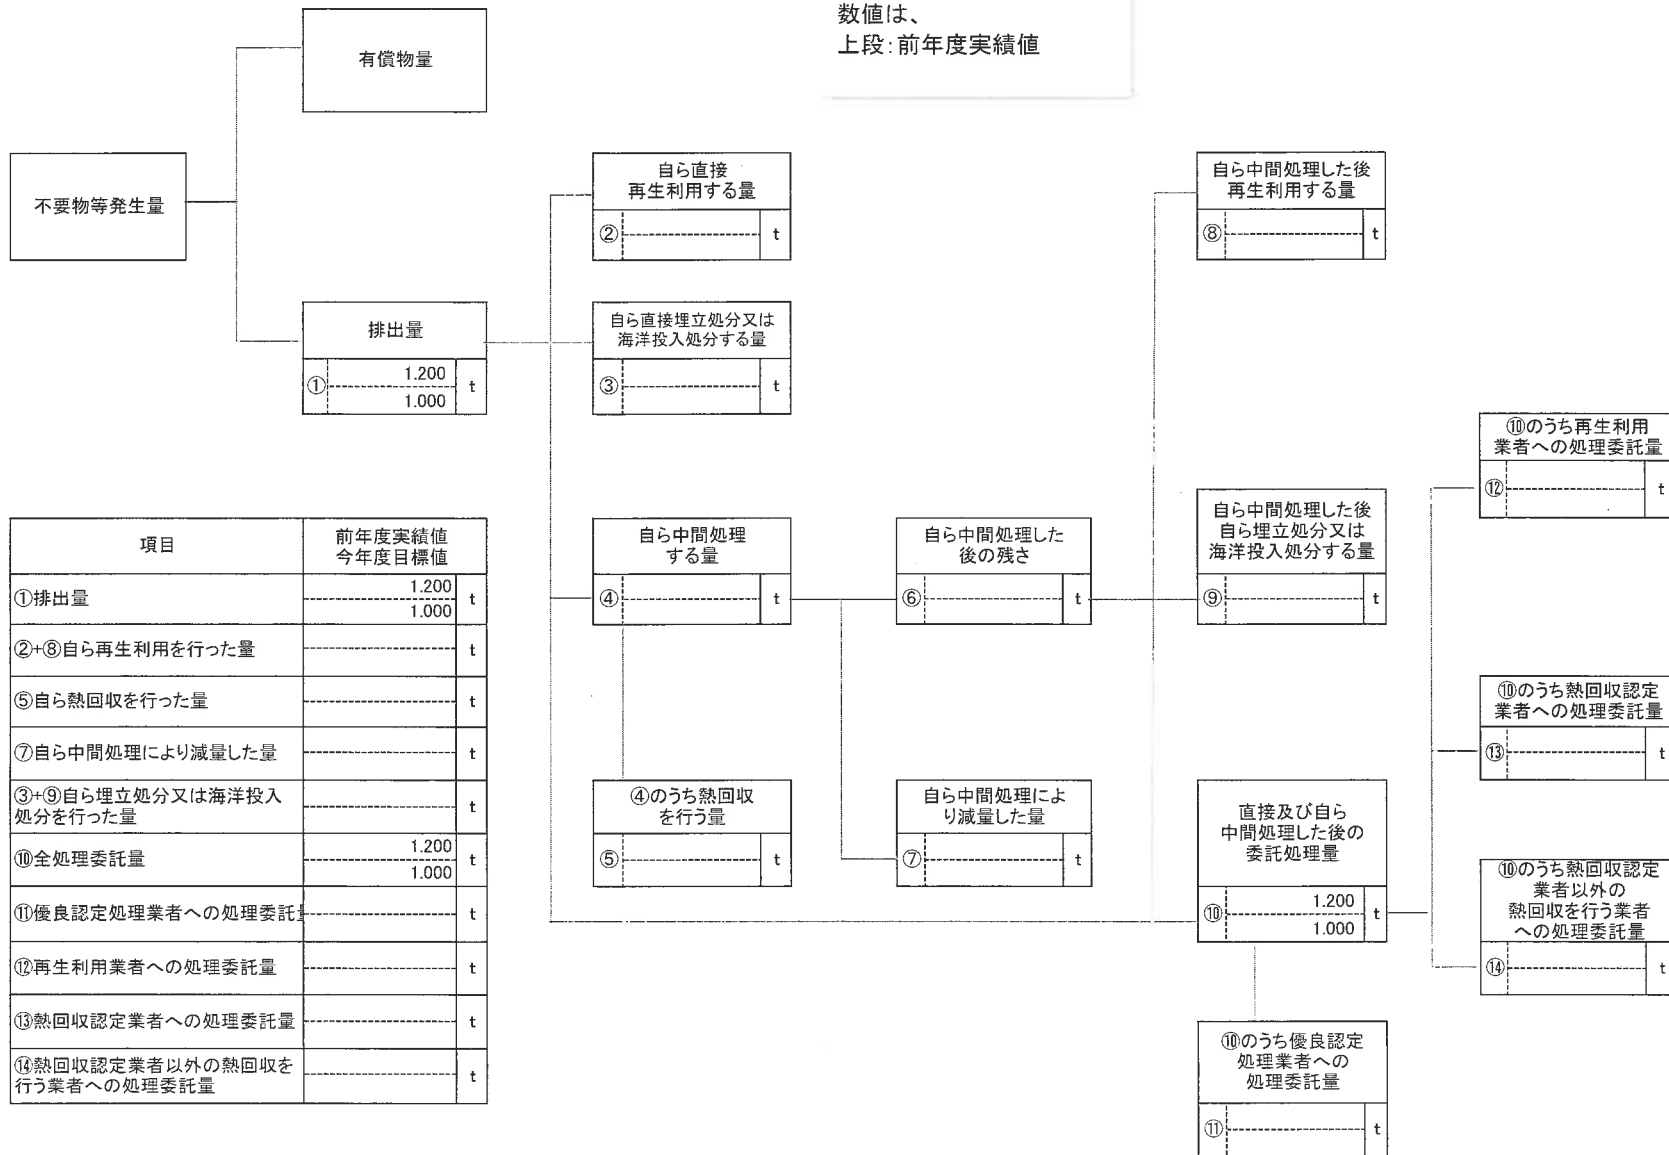 数値は、
上段:前年度実績値
有償物量
不要物等発生量
排出量
① 1.200 t
1.000
自ら直接
再生利用する量
② t
自ら直接埋立処分又は
海洋投入処分する量
③ t
自ら中間処理
する量
④ t
④のうち熱回収
を行う量
⑤ t
自ら中間処理した
後の残さ
⑥ t
自ら中間処理によ
り減量した量
⑦ t
自ら中間処理した後
再生利用する量
⑧ t
自ら中間処理した後
自ら埋立処分又は
海洋投入処分する量
⑨ t
直接及び自ら
中間処理した後の
委託処理量
⑩ 1.200 t
1.000
⑩のうち優良認定
処理業者への
処理委託量
⑪ t
⑩のうち再生利用
業者への処理委託量
⑫ t
⑩のうち熱回収認定
業者への処理委託量
⑬ t
⑩のうち熱回収認定
業者以外の
熱回収を行う業者
への処理委託量
⑭ t
項目 前年度実績値
今年度目標値
①排出量 1.200 t
1.000
②+⑧自ら再生利用を行った量 t
⑤自ら熱回収を行った量 t
⑦自ら中間処理により減量した量 t
③+⑨自ら埋立処分又は海洋投入
処分を行った量 t
⑩全処理委託量 1.200 t
1.000
⑪優良認定処理業者への処理委託 t
⑫再生利用業者への処理委託量 t
⑬熱回収認定業者への処理委託量 t
⑭熱回収認定業者以外の熱回収を
行う業者への処理委託量 t